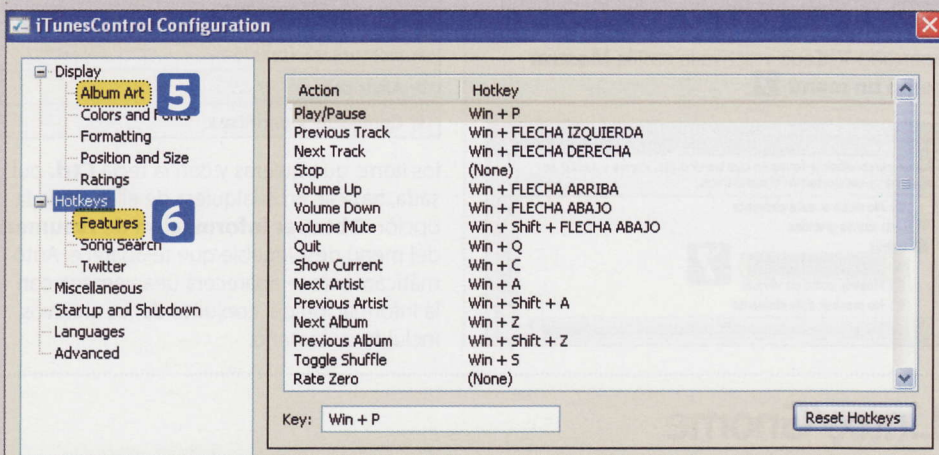 iTunesControl Configuration
Display
Album Art
5
Colors and Fonts
Formatting
Position and Size
Ratings
Hotkeys
Features
6
Song Search
Twitter
Miscellaneous
Startup and Shutdown
Languages
Advanced
Action Hotkey
Play/Pause Win + P
Previous Track Win + FLECHA IZQUIERDA
Next Track Win + FLECHA DERECHA
Stop (None)
Volume Up Win + FLECHA ARRIBA
Volume Down Win + FLECHA ABAJO
Volume Mute Win + Shift + FLECHA ABAJO
Quit Win + Q
Show Current Win + C
Next Artist Win + A
Previous Artist Win + Shift + A
Next Album Win + Z
Previous Album Win + Shift + Z
Toggle Shuffle Win + S
Rate Zero (None)
Key: Win + P
Reset Hotkeys